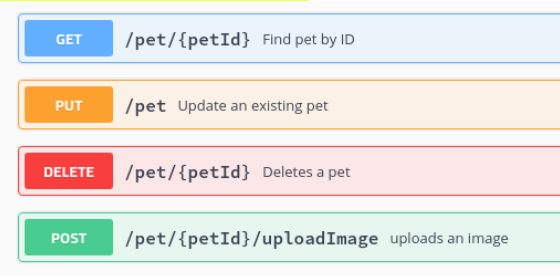 GET /pet/{petId} Find pet by ID
PUT /pet Update an existing pet
DELETE /pet/{petId} Deletes a pet
POST /pet/{petId}/uploadImage uploads an image